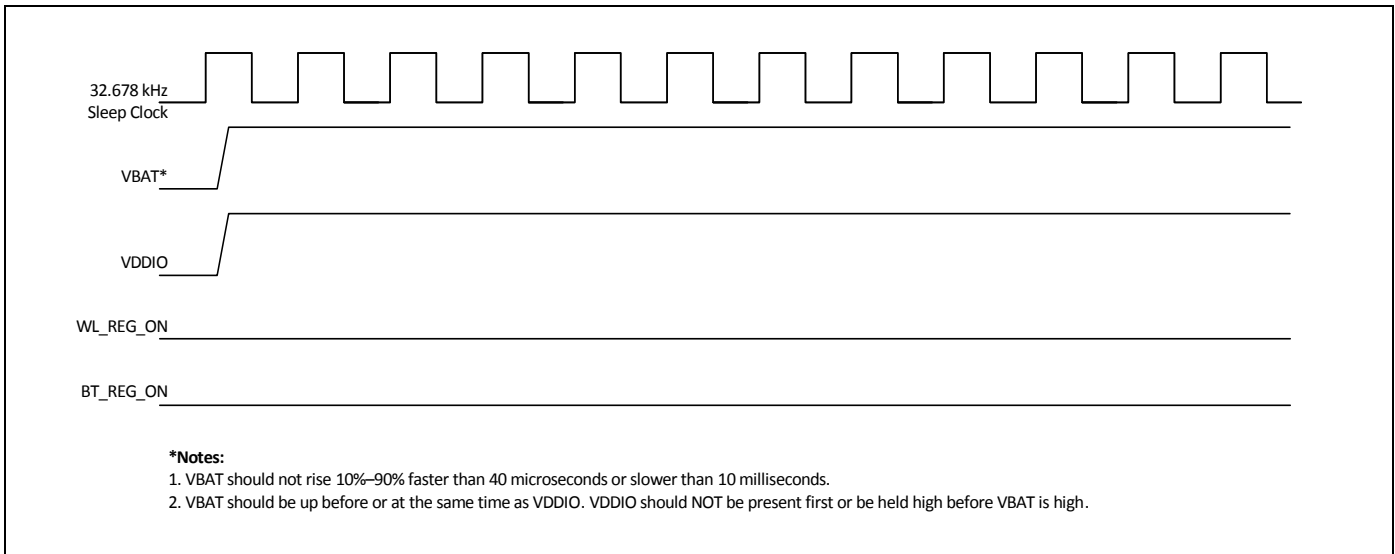 32.678 kHz
Sleep Clock
VBAT*
VDDIO
WL_REG_ON
BT_REG_ON
*Notes:
1. VBAT should not rise 10%–90% faster than 40 microseconds or slower than 10 milliseconds.
2. VBAT should be up before or at the same time as VDDIO. VDDIO should NOT be present first or be held high before VBAT is high.